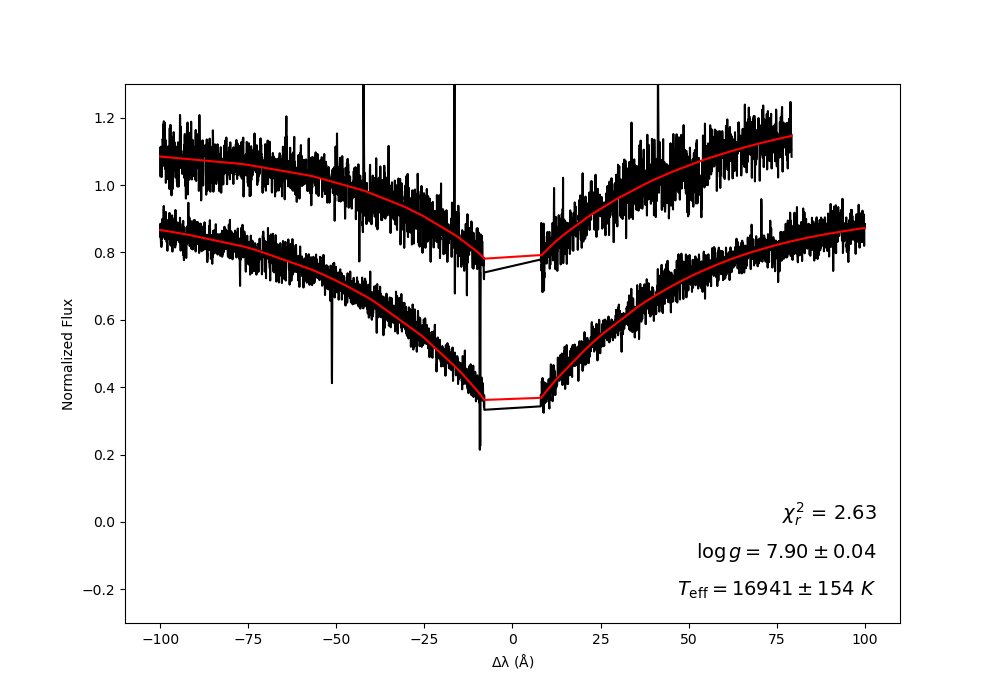 1.2
1.0
0.8
0.6
0.4
0.2
0.0
−0.2
Normalized Flux
χ²ᵣ = 2.63
log g = 7.90 ± 0.04
T_eff = 16941 ± 154 K
−100 −75 −50 −25 0 25 50 75 100
Δλ (Å)